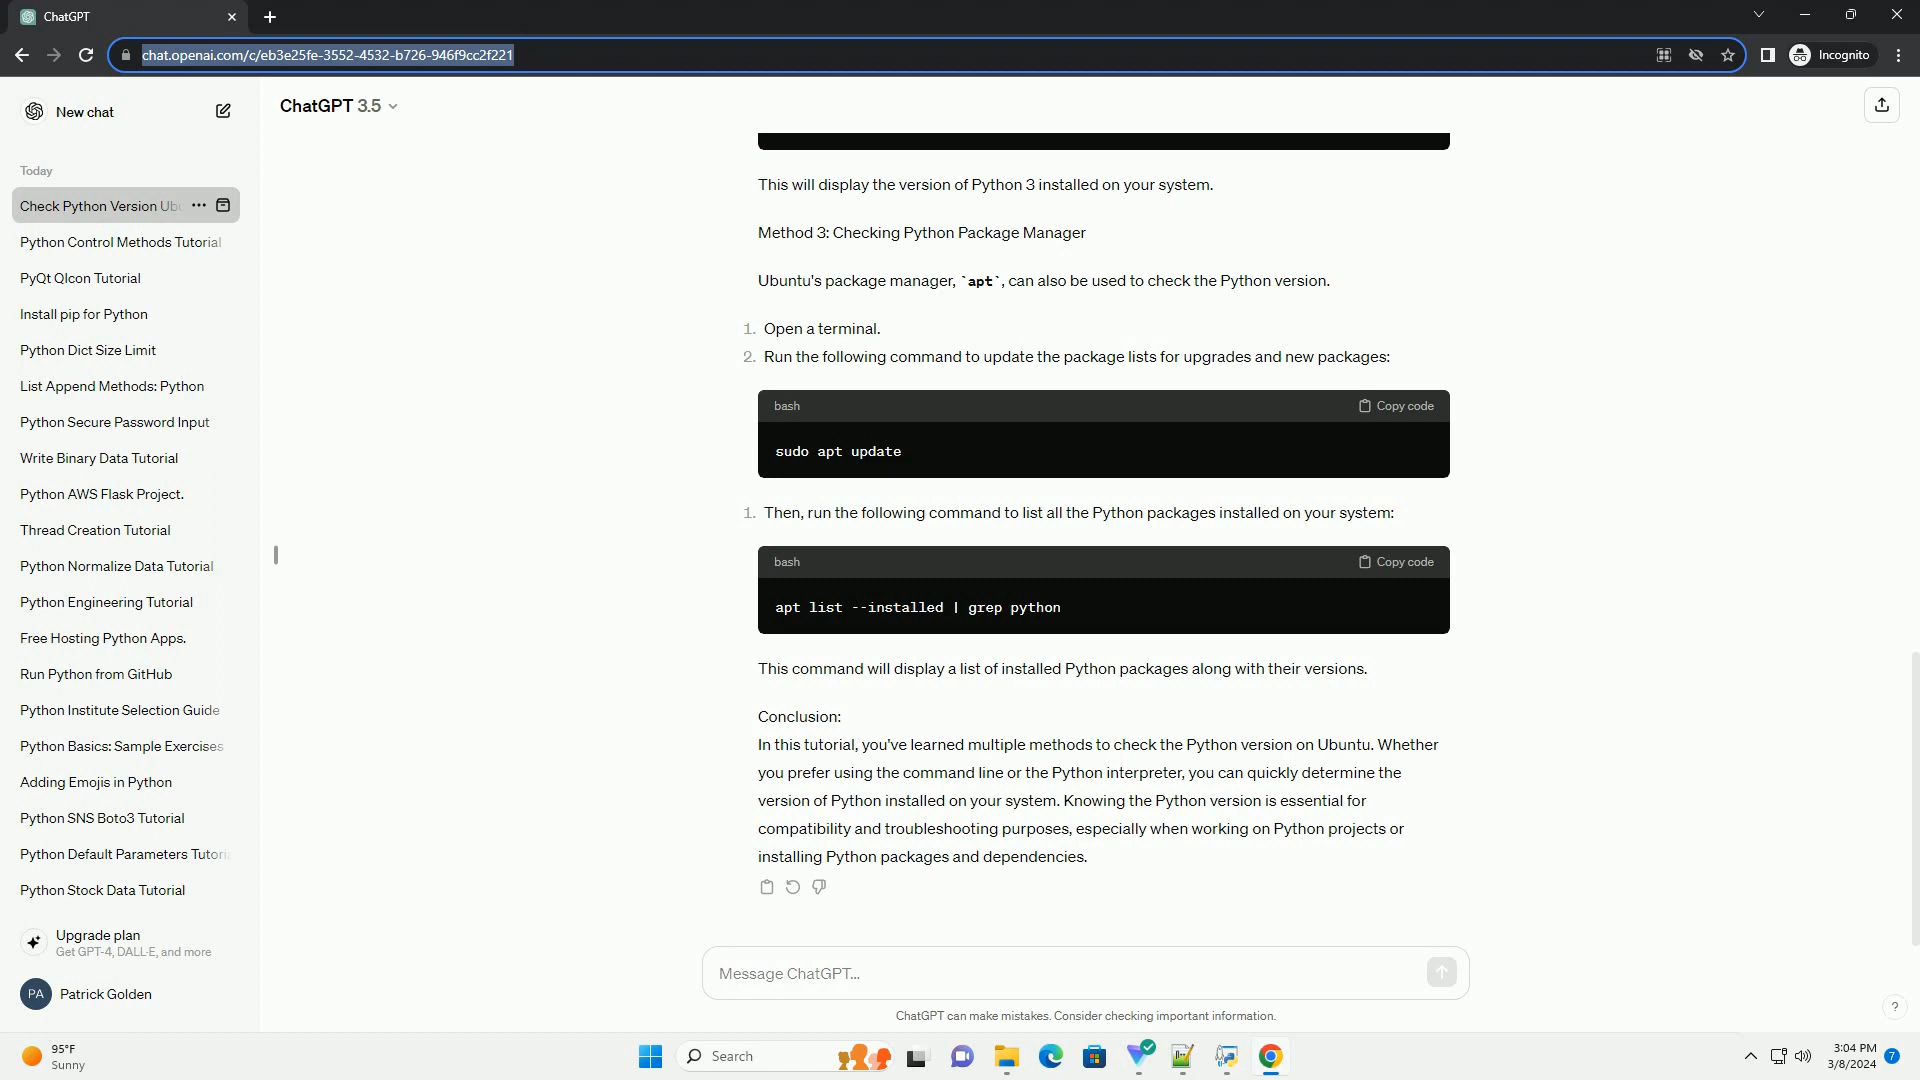 ChatGPT
chat.openai.com/c/eb3e25fe-3552-4532-b726-946f9cc2f221
Incognito
New chat
Today
Check Python Version Ub
Python Control Methods Tutorial
PyQt QIcon Tutorial
Install pip for Python
Python Dict Size Limit
List Append Methods: Python
Python Secure Password Input
Write Binary Data Tutorial
Python AWS Flask Project.
Thread Creation Tutorial
Python Normalize Data Tutorial
Python Engineering Tutorial
Free Hosting Python Apps.
Run Python from GitHub
Python Institute Selection Guide
Python Basics: Sample Exercises
Adding Emojis in Python
Python SNS Boto3 Tutorial
Python Default Parameters Tutoria
Python Stock Data Tutorial
Upgrade plan
Get GPT-4, DALL·E, and more
PA Patrick Golden
ChatGPT 3.5
This will display the version of Python 3 installed on your system.
Method 3: Checking Python Package Manager
Ubuntu's package manager, `apt`, can also be used to check the Python version.
1. Open a terminal.
2. Run the following command to update the package lists for upgrades and new packages:
bash Copy code
sudo apt update
1. Then, run the following command to list all the Python packages installed on your system:
bash Copy code
apt list --installed | grep python
This command will display a list of installed Python packages along with their versions.
Conclusion:
In this tutorial, you've learned multiple methods to check the Python version on Ubuntu. Whether
you prefer using the command line or the Python interpreter, you can quickly determine the
version of Python installed on your system. Knowing the Python version is essential for
compatibility and troubleshooting purposes, especially when working on Python projects or
installing Python packages and dependencies.
Message ChatGPT...
ChatGPT can make mistakes. Consider checking important information.
?
95°F
Sunny
Search
3:04 PM
3/8/2024
7